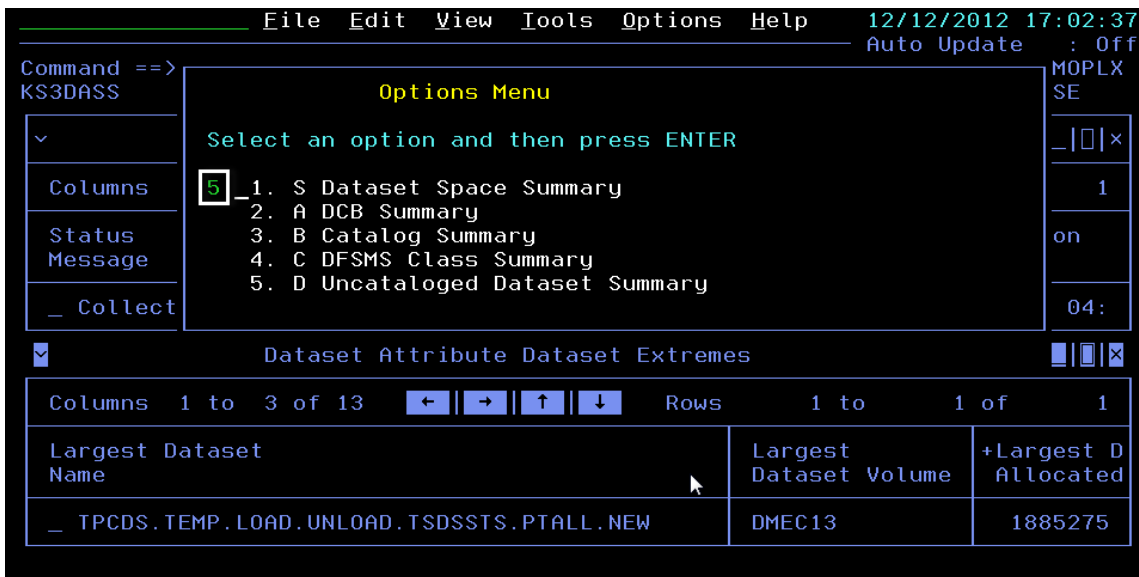 File Edit View Tools Options Help 12/12/2012 17:02:37
Auto Update : Off
Command ==> MOPLX
KS3DASS SE
Options Menu
Select an option and then press ENTER
Columns 1
5 _1. S Dataset Space Summary
2. A DCB Summary
Status on
3. B Catalog Summary
Message
4. C DFSMS Class Summary
5. D Uncataloged Dataset Summary
_ Collect 04:
Dataset Attribute Dataset Extremes
Columns 1 to 3 of 13 ← | → | ↑ | ↓ Rows 1 to 1 of 1
Largest Dataset Largest +Largest D
Name Dataset Volume Allocated
_ TPCDS.TEMP.LOAD.UNLOAD.TSDSSTS.PTALL.NEW DMEC13 1885275